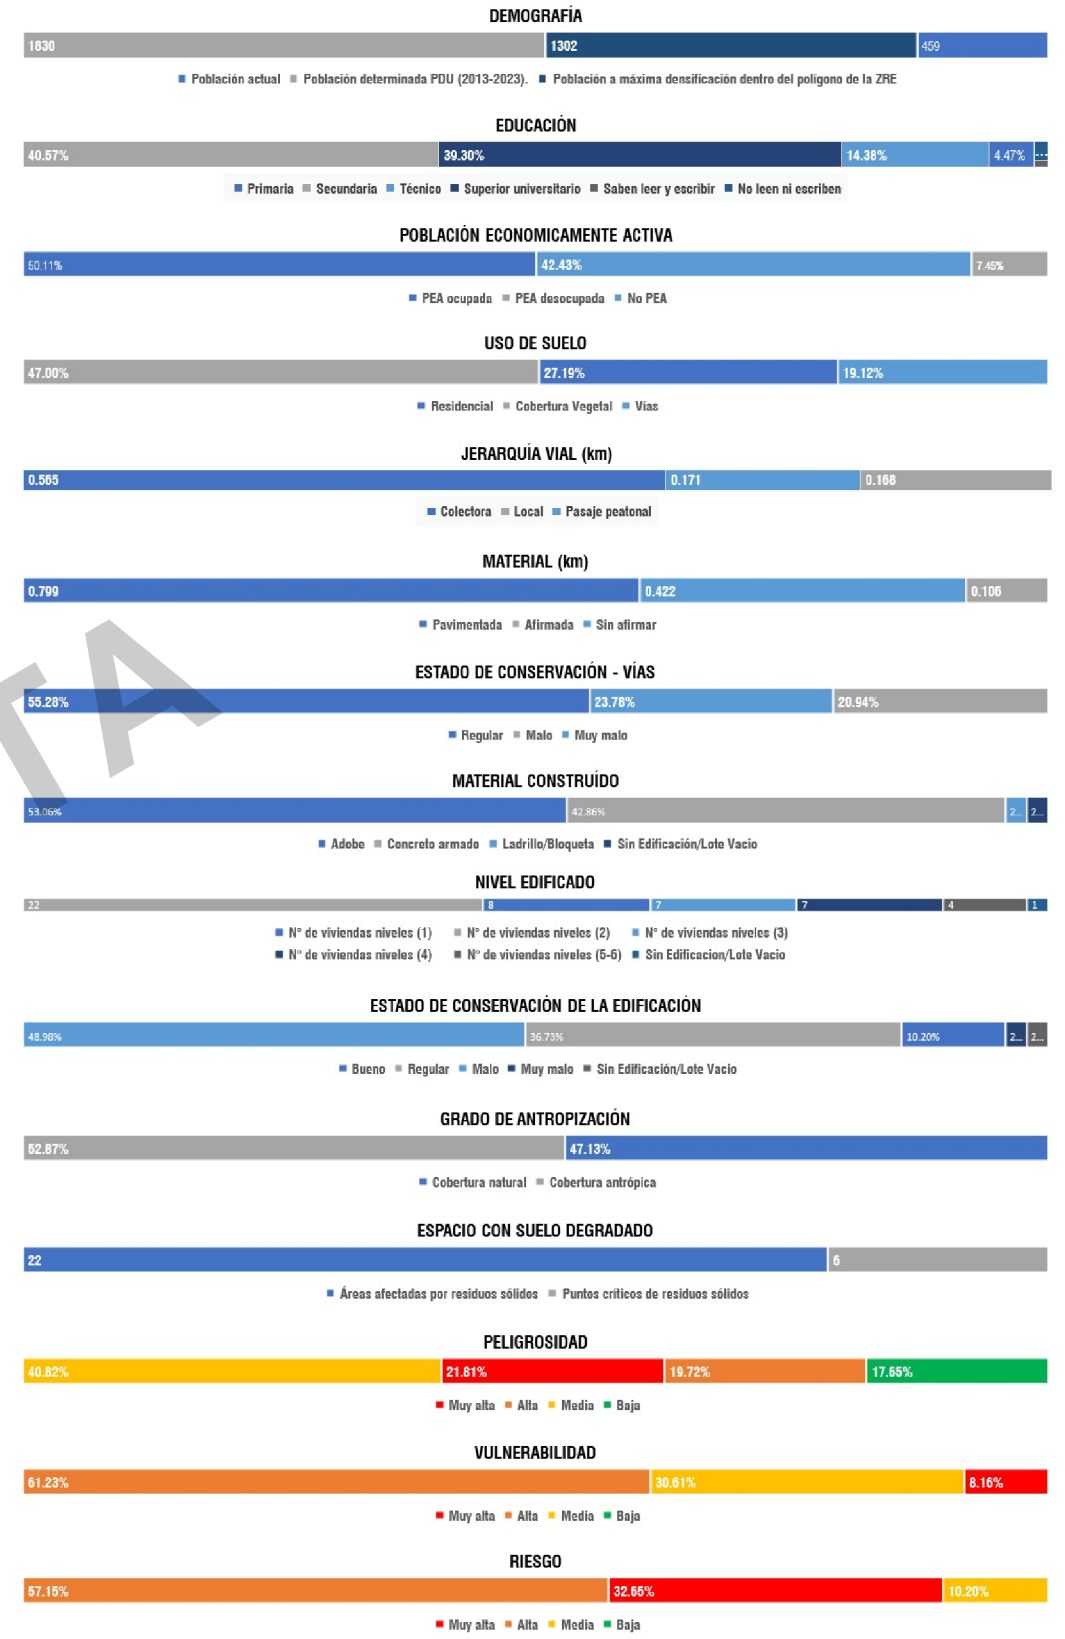 DEMOGRAFÍA
1830 1302 459
Población actual Población determinada PDU (2013-2023). Población a máxima densificación dentro del polígono de la ZRE
EDUCACIÓN
40.57% 39.30% 14.38% 4.47% ...
Primaria Secundaria Técnico Superior universitario Saben leer y escribir No leen ni escriben
POBLACIÓN ECONOMICAMENTE ACTIVA
50.11% 42.43% 7.45%
PEA ocupada PEA desocupada No PEA
USO DE SUELO
47.00% 27.19% 19.12%
Residencial Cobertura Vegetal Vías
JERARQUÍA VIAL (km)
0.565 0.171 0.168
Colectora Local Pasaje peatonal
MATERIAL (km)
0.799 0.422 0.106
Pavimentada Afirmada Sin afirmar
ESTADO DE CONSERVACIÓN - VÍAS
55.28% 23.78% 20.94%
Regular Malo Muy malo
MATERIAL CONSTRUÍDO
53.06% 42.86% 2... 2...
Adobe Concreto armado Ladrillo/Bloqueta Sin Edificación/Lote Vacio
NIVEL EDIFICADO
22 8 7 7 4 1
N° de viviendas niveles (1) N° de viviendas niveles (2) N° de viviendas niveles (3)
N° de viviendas niveles (4) N° de viviendas niveles (5-6) Sin Edificacion/Lote Vacio
ESTADO DE CONSERVACIÓN DE LA EDIFICACIÓN
48.98% 36.73% 10.20% 2... 2...
Bueno Regular Malo Muy malo Sin Edificación/Lote Vacio
GRADO DE ANTROPIZACIÓN
52.87% 47.13%
Cobertura natural Cobertura antrópica
ESPACIO CON SUELO DEGRADADO
22 6
Áreas afectadas por residuos sólidos Puntos críticos de residuos sólidos
PELIGROSIDAD
40.82% 21.81% 19.72% 17.65%
Muy alta Alta Media Baja
VULNERABILIDAD
61.23% 30.61% 8.16%
Muy alta Alta Media Baja
RIESGO
57.15% 32.65% 10.20%
Muy alta Alta Media Baja
TA